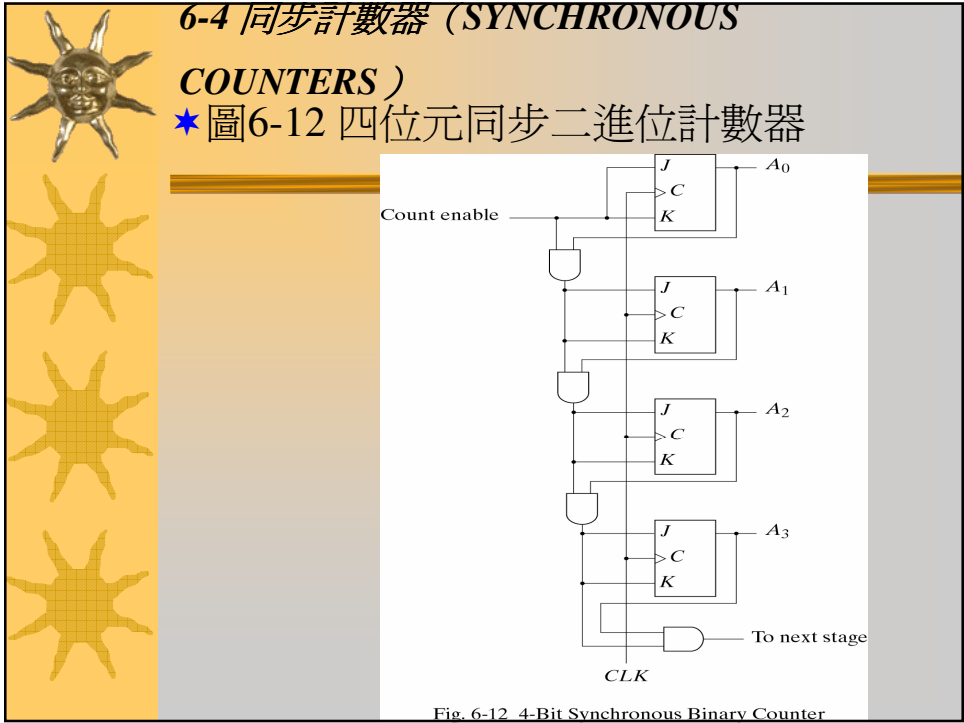 6-4 同步計數器（SYNCHRONOUS
COUNTERS）
圖6-12 四位元同步二進位計數器
J
A0
C
Count enable
K
J
A1
C
K
J
A2
C
K
J
A3
C
K
To next stage
CLK
Fig. 6-12 4-Bit Synchronous Binary Counter